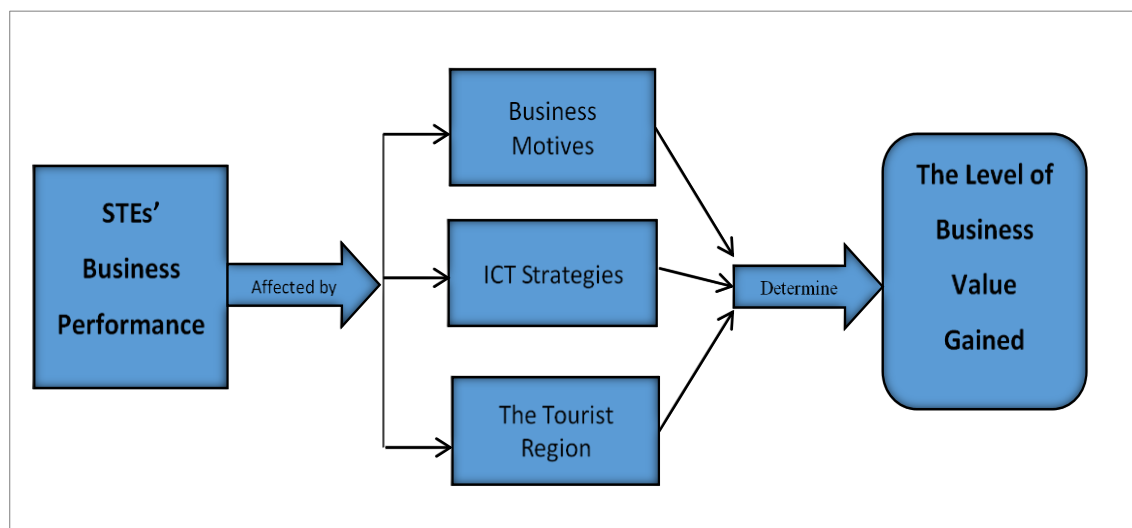 STEs’
Business
Performance
Affected by
Business
Motives
ICT Strategies
The Tourist
Region
Determine
The Level of
Business
Value
Gained